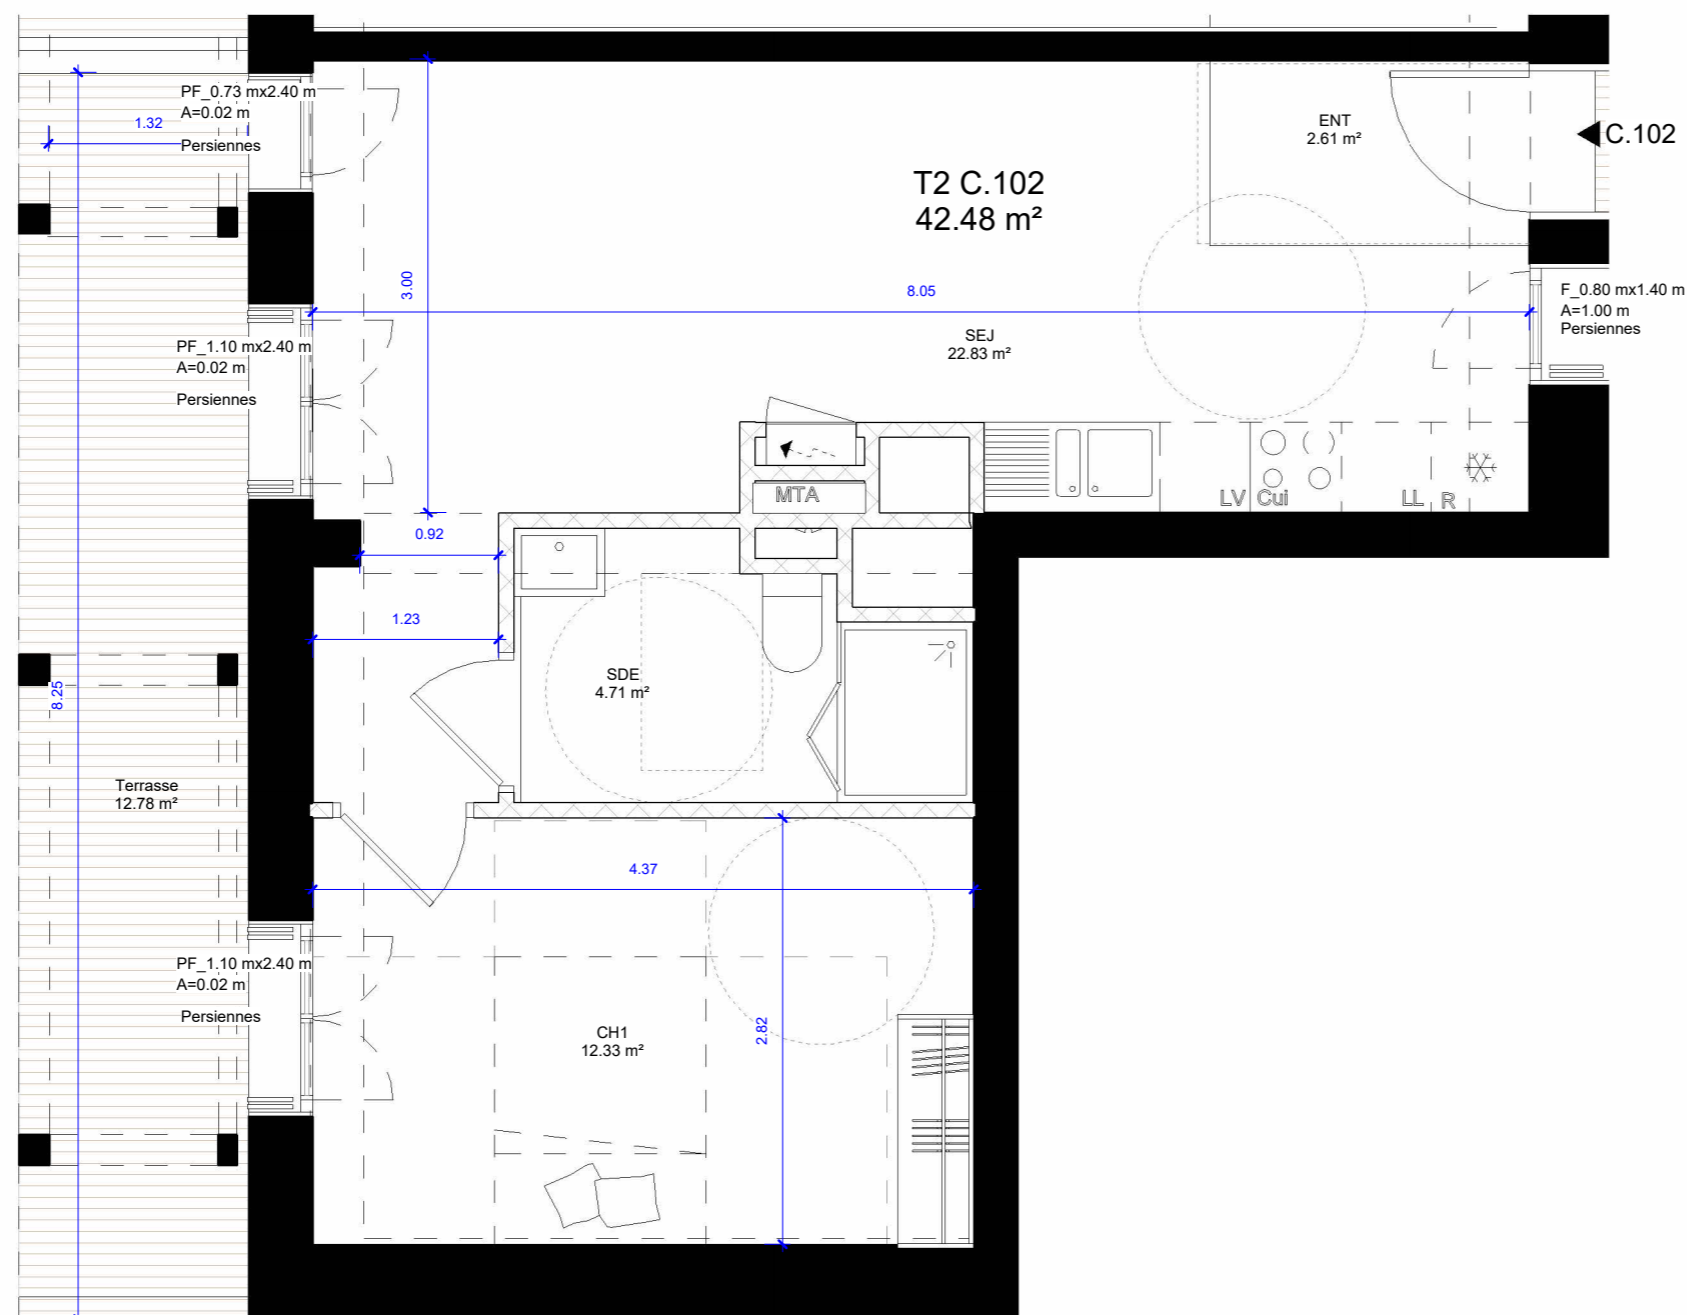 PF_0.73 mx2.40 m
A=0.02 m
Persiennes
1.32
ENT
2.61 m²
C.102
T2 C.102
42.48 m²
3.00
8.05
F_0.80 mx1.40 m
A=1.00 m
Persiennes
SEJ
22.83 m²
PF_1.10 mx2.40 m
A=0.02 m
Persiennes
MTA
LV Cui
LL R
0.92
1.23
SDE
4.71 m²
8.25
Terrasse
12.78 m²
4.37
PF_1.10 mx2.40 m
A=0.02 m
Persiennes
CH1
12.33 m²
2.82